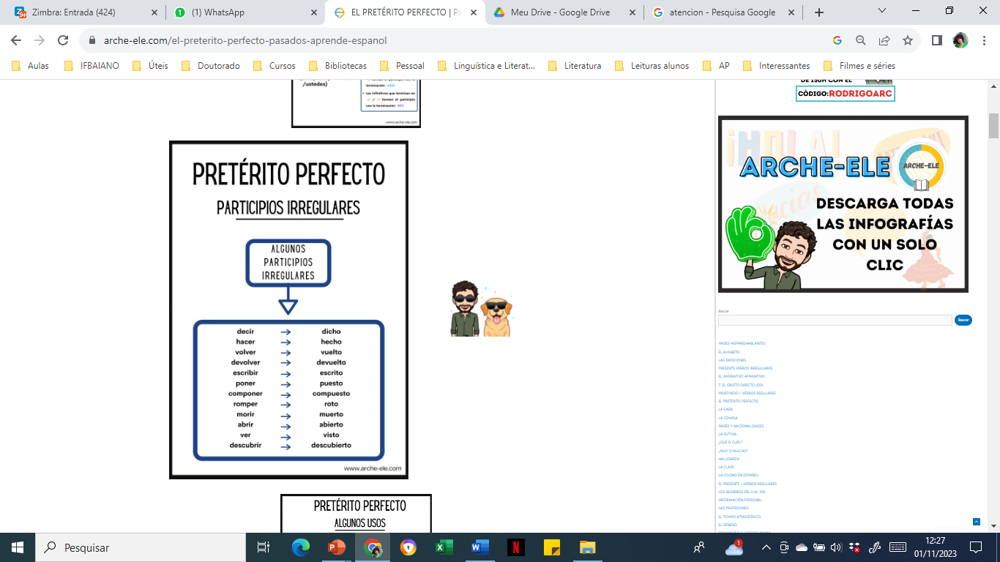 Zimbra: Entrada (424)
(1) WhatsApp
EL PRETÉRITO PERFECTO | Pa
Meu Drive - Google Drive
atencion - Pesquisa Google
arche-ele.com/el-preterito-perfecto-pasados-aprende-espanol
Aulas
IFBAIANO
Úteis
Doutorado
Cursos
Bibliotecas
Pessoal
Linguística e Literat...
Literatura
Leituras alunos
AP
Interessantes
Filmes e séries
/ustedes)
terminación -ADO
Los infinitivos que terminan en
-er / -ir forman el participio
con la terminación -IDO
www.arche-ele.com
PRETÉRITO PERFECTO
PARTICIPIOS IRREGULARES
ALGUNOS
PARTICIPIOS
IRREGULARES
decir → dicho
hacer → hecho
volver → vuelto
devolver → devuelto
escribir → escrito
poner → puesto
componer → compuesto
romper → roto
morir → muerto
abrir → abierto
ver → visto
descubrir → descubierto
www.arche-ele.com
PRETÉRITO PERFECTO
ALGUNOS USOS
DE 150H CON EL
CÓDIGO:RODRIGOARC
¡HOLA!
ARCHE-ELE
ARCHE-ELE
DESCARGA TODAS
LAS INFOGRAFÍAS
CON UN SOLO
CLIC
Buscar
Buscar
PAÍSES HISPANOHABLANTES
EL ALFABETO
LAS EMOCIONES
PRESENTE VERBOS IRREGULARES
EL IMPERATIVO AFIRMATIVO
7. EL OBJETO DIRECTO (OD)
INDEFINIDO – VERBOS REGULARES
EL PRETÉRITO PERFECTO
LA CASA
LA COMIDA
PAÍSES Y NACIONALIDADES
LA RUTINA
¿QUÉ O CUÁL?
¿MUY O MUCHO?
HALLOWEEN
LA CLASE
LA CIUDAD EN ESPAÑOL
EL PRESENTE – VERBOS REGULARES
LOS NÚMEROS DEL 0 AL 100
INFORMACIÓN PERSONAL
LAS PROFESIONES
EL TIEMPO ATMOSFÉRICO
EL GÉNERO
Pesquisar
12:27
01/11/2023